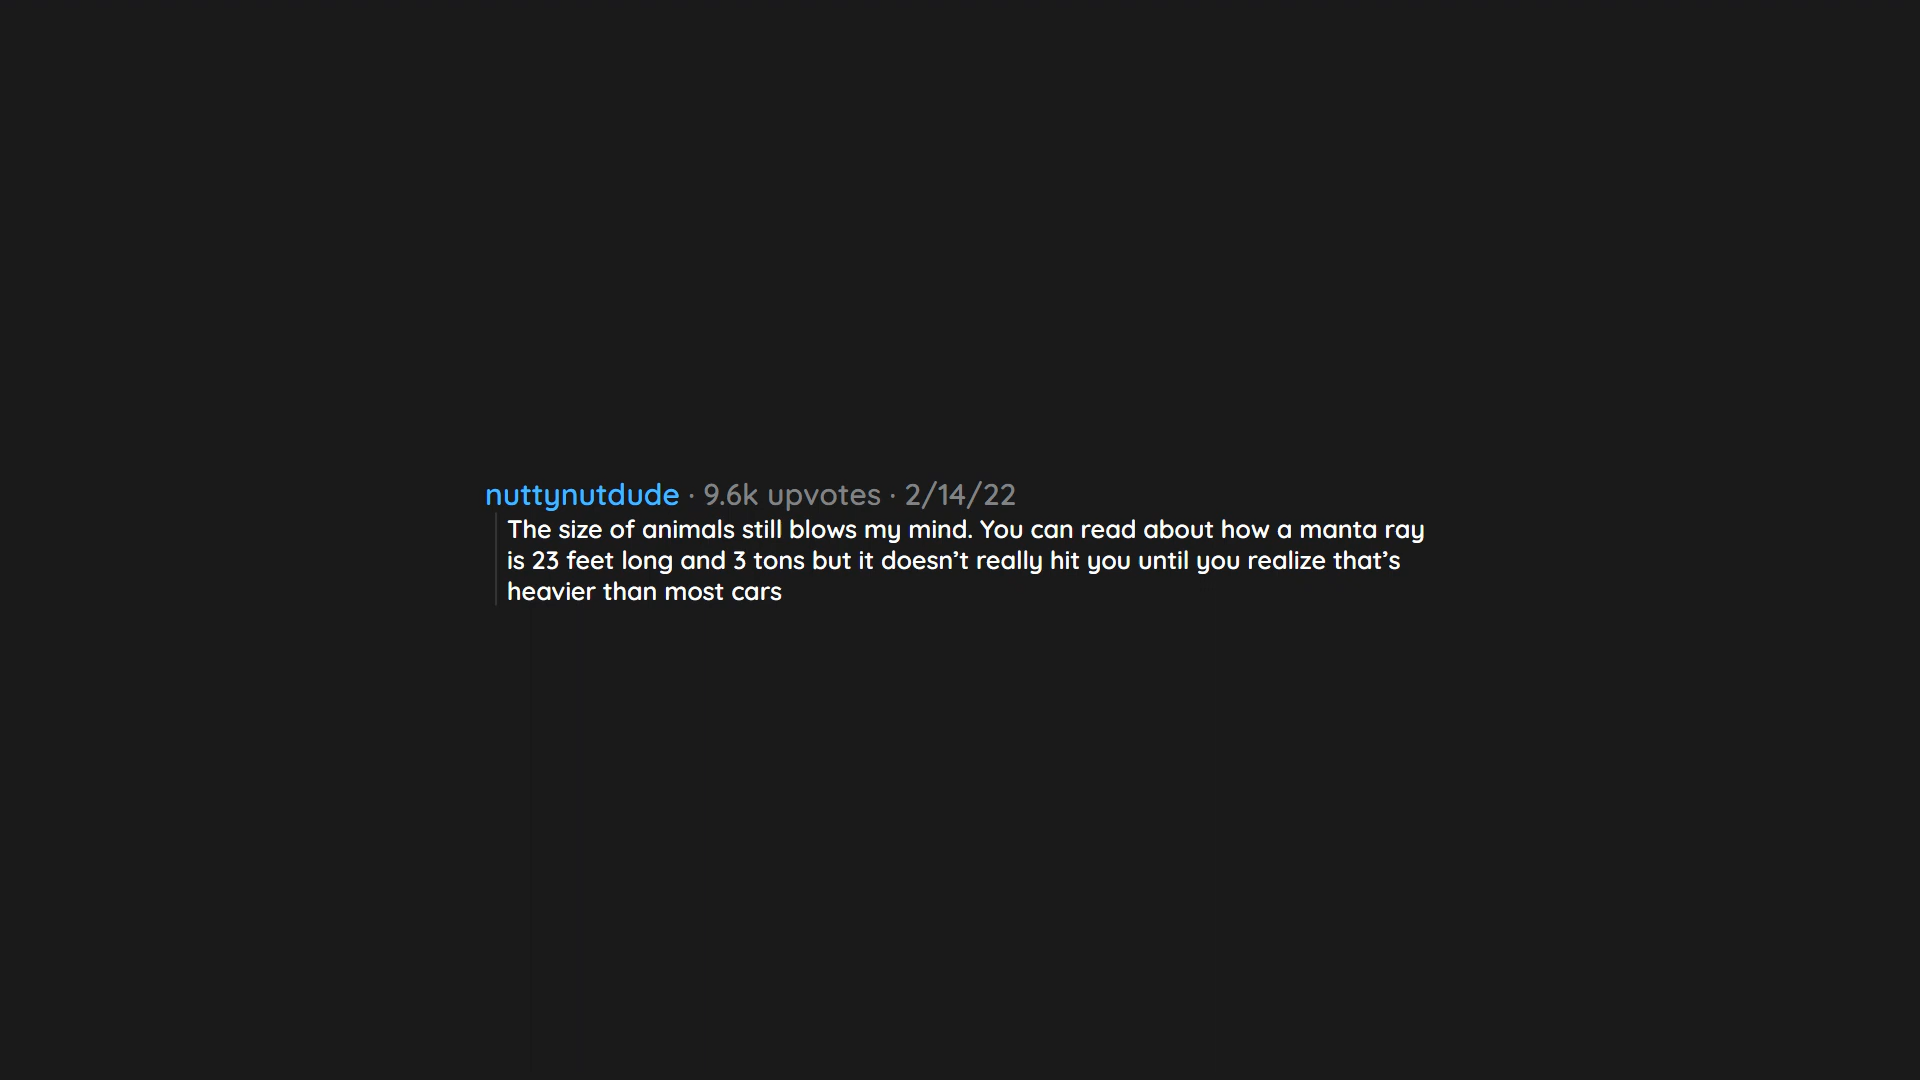 nuttynutdude · 9.6k upvotes · 2/14/22
The size of animals still blows my mind. You can read about how a manta ray
is 23 feet long and 3 tons but it doesn’t really hit you until you realize that’s
heavier than most cars